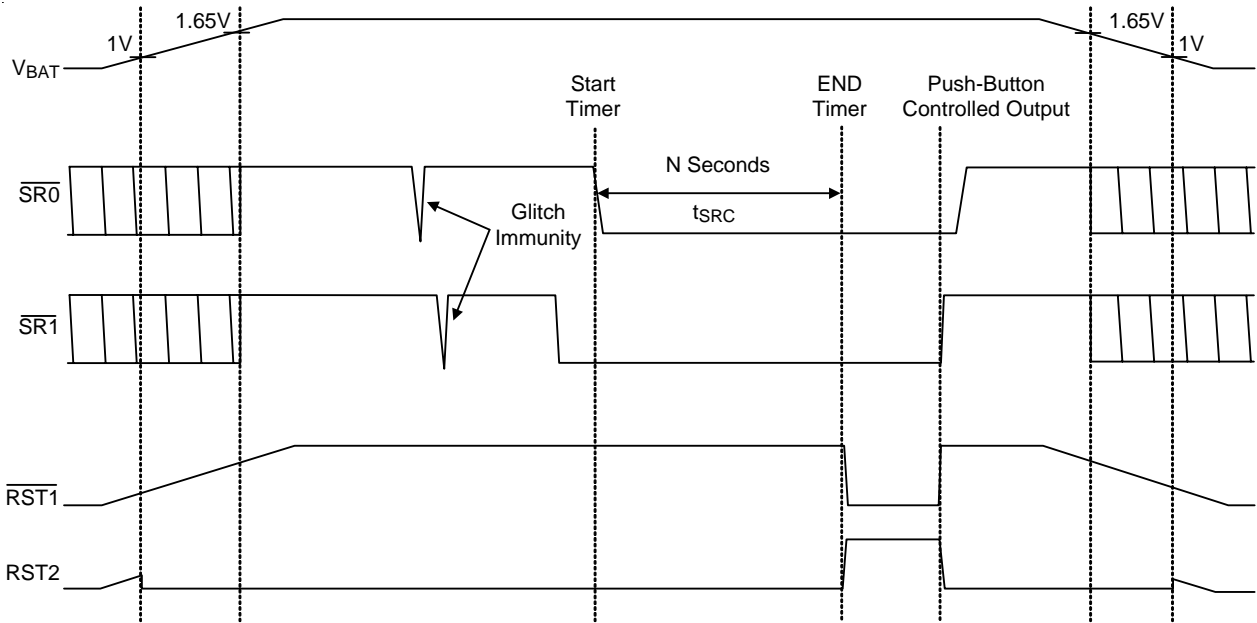 1.65V
1V
VBAT
1.65V
1V
Start
Timer
END
Timer
Push-Button
Controlled Output
SR0
N Seconds
tSRC
Glitch
Immunity
SR1
RST1
RST2